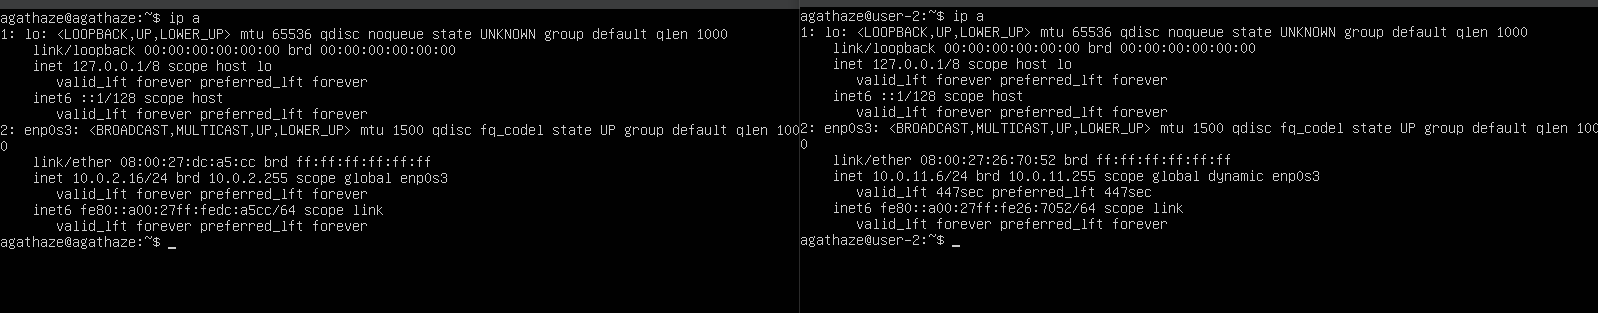 agathaze@agathaze:~$ ip a
1: lo: <LOOPBACK,UP,LOWER_UP> mtu 65536 qdisc noqueue state UNKNOWN group default qlen 1000
    link/loopback 00:00:00:00:00:00 brd 00:00:00:00:00:00
    inet 127.0.0.1/8 scope host lo
       valid_lft forever preferred_lft forever
    inet6 ::1/128 scope host
       valid_lft forever preferred_lft forever
2: enp0s3: <BROADCAST,MULTICAST,UP,LOWER_UP> mtu 1500 qdisc fq_codel state UP group default qlen 100
0
    link/ether 08:00:27:dc:a5:cc brd ff:ff:ff:ff:ff:ff
    inet 10.0.2.16/24 brd 10.0.2.255 scope global enp0s3
       valid_lft forever preferred_lft forever
    inet6 fe80::a00:27ff:fedc:a5cc/64 scope link
       valid_lft forever preferred_lft forever
agathaze@agathaze:~$ _
agathaze@user-2:~$ ip a
1: lo: <LOOPBACK,UP,LOWER_UP> mtu 65536 qdisc noqueue state UNKNOWN group default qlen 1000
    link/loopback 00:00:00:00:00:00 brd 00:00:00:00:00:00
    inet 127.0.0.1/8 scope host lo
       valid_lft forever preferred_lft forever
    inet6 ::1/128 scope host
       valid_lft forever preferred_lft forever
2: enp0s3: <BROADCAST,MULTICAST,UP,LOWER_UP> mtu 1500 qdisc fq_codel state UP group default qlen 100
0
    link/ether 08:00:27:26:70:52 brd ff:ff:ff:ff:ff:ff
    inet 10.0.11.6/24 brd 10.0.11.255 scope global dynamic enp0s3
       valid_lft 447sec preferred_lft 447sec
    inet6 fe80::a00:27ff:fe26:7052/64 scope link
       valid_lft forever preferred_lft forever
agathaze@user-2:~$ _